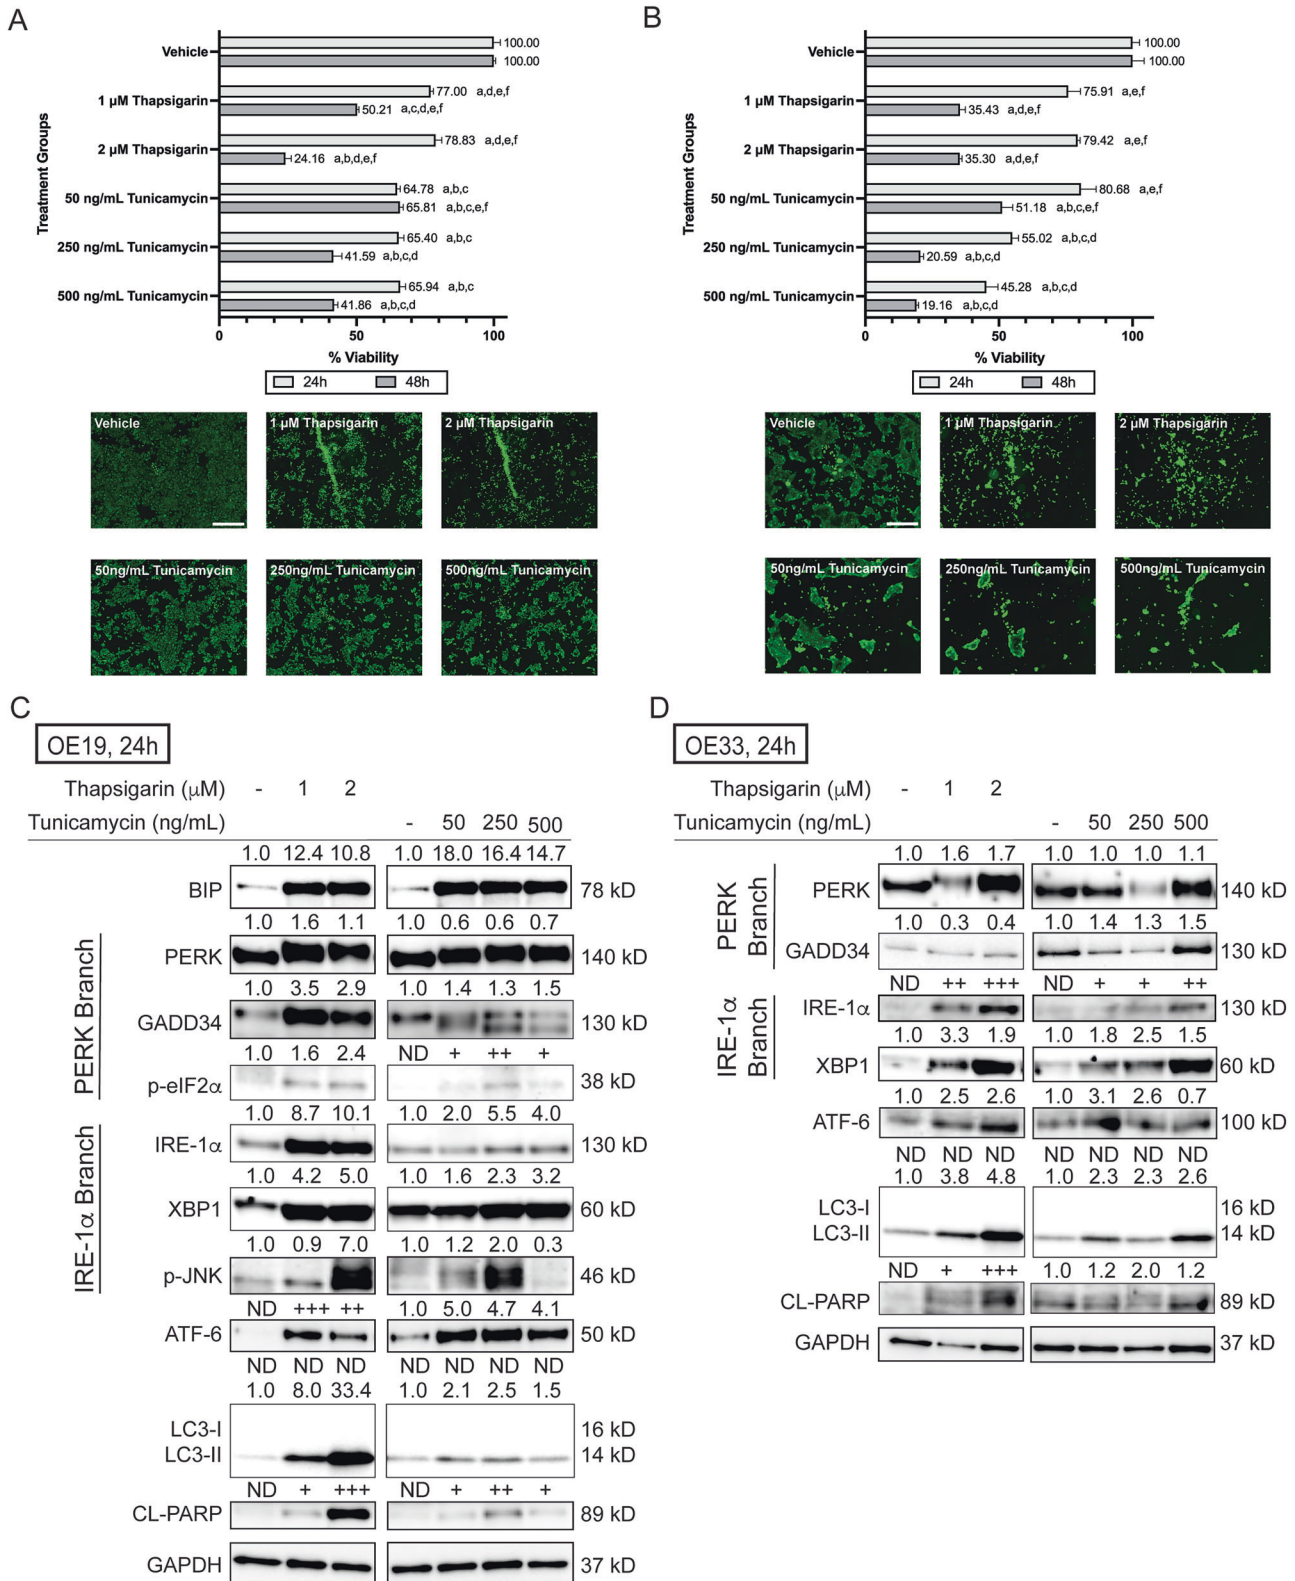 A
Treatment Groups
Vehicle
100.00
100.00
1 µM Thapsigarin
77.00 a,d,e,f
50.21 a,c,d,e,f
2 µM Thapsigarin
78.83 a,d,e,f
24.16 a,b,d,e,f
50 ng/mL Tunicamycin
64.78 a,b,c
65.81 a,b,c,e,f
250 ng/mL Tunicamycin
65.40 a,b,c
41.59 a,b,c,d
500 ng/mL Tunicamycin
65.94 a,b,c
41.86 a,b,c,d
0 50 100
% Viability
24h 48h
Vehicle 1 µM Thapsigarin 2 µM Thapsigarin
50ng/mL Tunicamycin 250ng/mL Tunicamycin 500ng/mL Tunicamycin
B
Treatment Groups
Vehicle
100.00
100.00
1 µM Thapsigarin
75.91 a,e,f
35.43 a,d,e,f
2 µM Thapsigarin
79.42 a,e,f
35.30 a,d,e,f
50 ng/mL Tunicamycin
80.68 a,e,f
51.18 a,b,c,e,f
250 ng/mL Tunicamycin
55.02 a,b,c,d
20.59 a,b,c,d
500 ng/mL Tunicamycin
45.28 a,b,c,d
19.16 a,b,c,d
0 50 100
% Viability
24h 48h
Vehicle 1 µM Thapsigarin 2 µM Thapsigarin
50ng/mL Tunicamycin 250ng/mL Tunicamycin 500ng/mL Tunicamycin
C
OE19, 24h
Thapsigarin (µM) - 1 2
Tunicamycin (ng/mL) - 50 250 500
1.0 12.4 10.8 1.0 18.0 16.4 14.7
BIP 78 kD
1.0 1.6 1.1 1.0 0.6 0.6 0.7
PERK Branch
PERK 140 kD
1.0 3.5 2.9 1.0 1.4 1.3 1.5
GADD34 130 kD
1.0 1.6 2.4 ND + ++ +
p-eIF2α 38 kD
1.0 8.7 10.1 1.0 2.0 5.5 4.0
IRE-1α Branch
IRE-1α 130 kD
1.0 4.2 5.0 1.0 1.6 2.3 3.2
XBP1 60 kD
1.0 0.9 7.0 1.0 1.2 2.0 0.3
p-JNK 46 kD
ND +++ ++ 1.0 5.0 4.7 4.1
ATF-6 50 kD
ND ND ND ND ND ND ND
1.0 8.0 33.4 1.0 2.1 2.5 1.5
LC3-I 16 kD
LC3-II 14 kD
ND + +++ ND + ++ +
CL-PARP 89 kD
GAPDH 37 kD
D
OE33, 24h
Thapsigarin (µM) - 1 2
Tunicamycin (ng/mL) - 50 250 500
1.0 1.6 1.7 1.0 1.0 1.0 1.1
PERK Branch
PERK 140 kD
1.0 0.3 0.4 1.0 1.4 1.3 1.5
GADD34 130 kD
ND ++ +++ ND + + ++
IRE-1α Branch
IRE-1α 130 kD
1.0 3.3 1.9 1.0 1.8 2.5 1.5
XBP1 60 kD
1.0 2.5 2.6 1.0 3.1 2.6 0.7
ATF-6 100 kD
ND ND ND ND ND ND ND
1.0 3.8 4.8 1.0 2.3 2.3 2.6
LC3-I 16 kD
LC3-II 14 kD
ND + +++ 1.0 1.2 2.0 1.2
CL-PARP 89 kD
GAPDH 37 kD